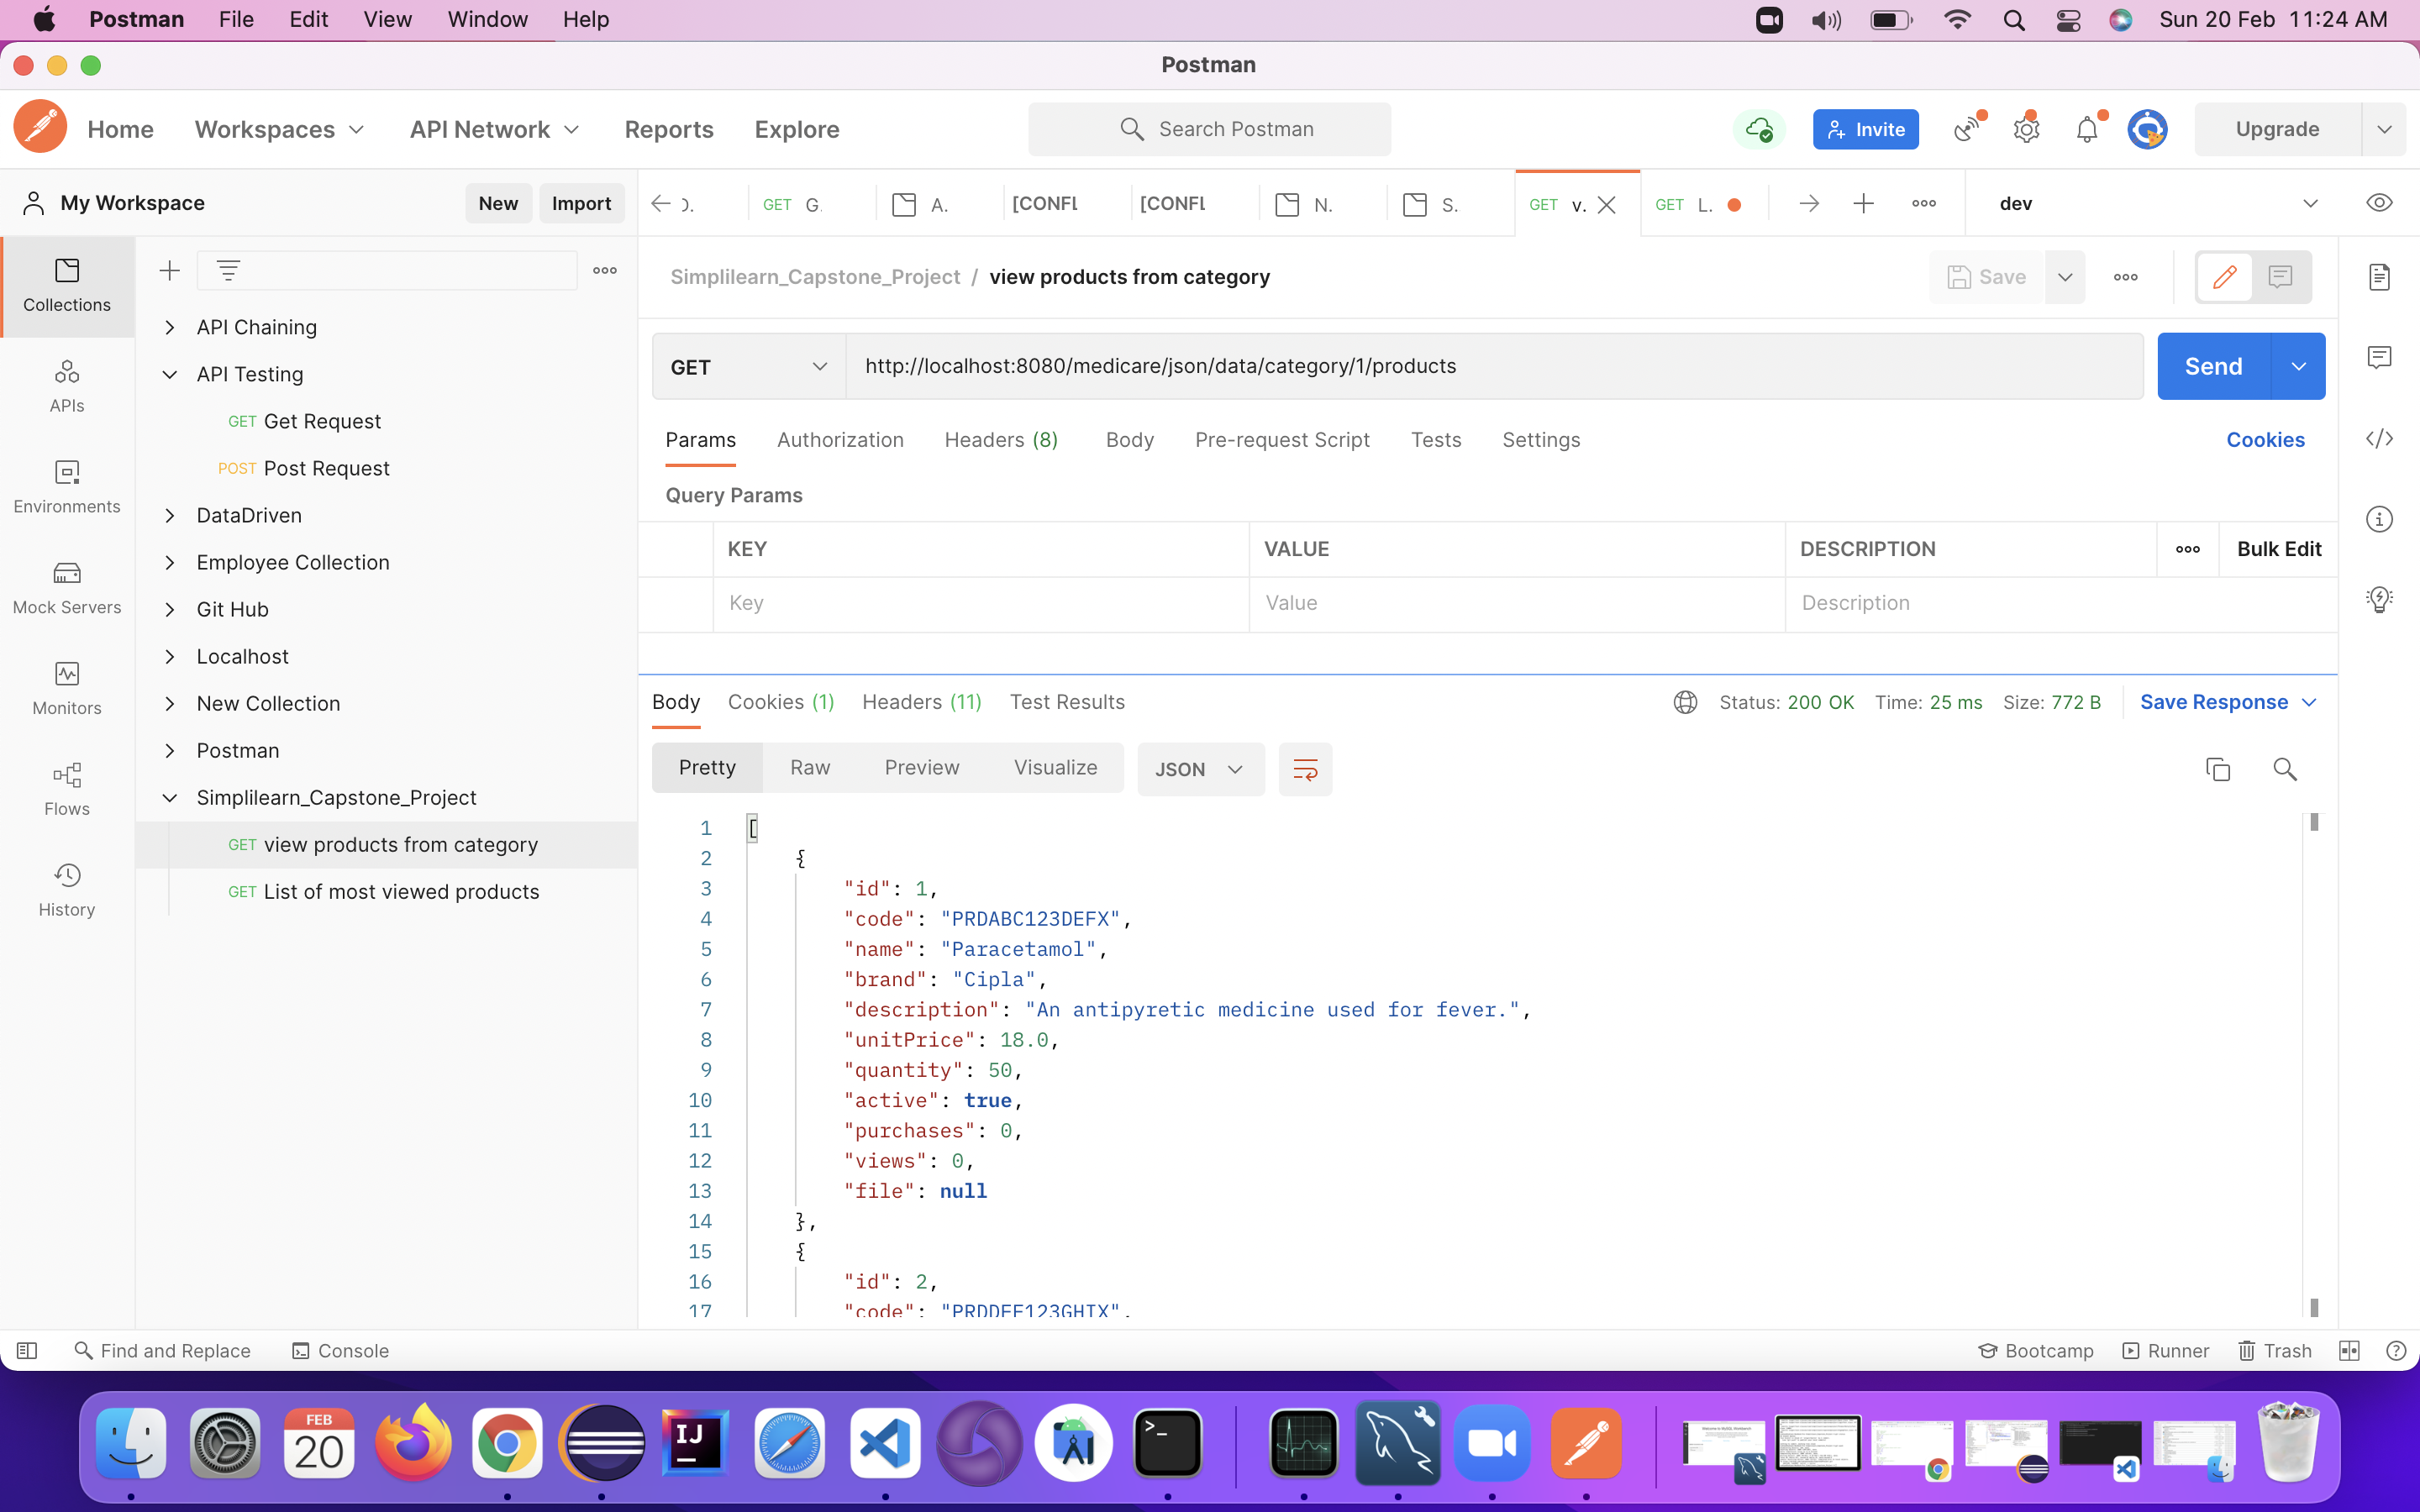 Postman File Edit View Window Help Sun 20 Feb 11:24 AM
Postman
Home Workspaces API Network Reports Explore Search Postman Invite Upgrade
My Workspace New Import GET G. A. [CONFL [CONFL N. S. GET v. GET L. dev
Collections
APIs
Environments
Mock Servers
Monitors
Flows
History
API Chaining
API Testing
GET Get Request
POST Post Request
DataDriven
Employee Collection
Git Hub
Localhost
New Collection
Postman
Simplilearn_Capstone_Project
GET view products from category
GET List of most viewed products
Simplilearn_Capstone_Project / view products from category Save
GET http://localhost:8080/medicare/json/data/category/1/products Send
Params Authorization Headers (8) Body Pre-request Script Tests Settings Cookies
Query Params
KEY VALUE DESCRIPTION Bulk Edit
Key Value Description
Body Cookies (1) Headers (11) Test Results Status: 200 OK Time: 25 ms Size: 772 B Save Response
Pretty Raw Preview Visualize JSON
1 [
2 {
3 "id": 1,
4 "code": "PRDABC123DEFX",
5 "name": "Paracetamol",
6 "brand": "Cipla",
7 "description": "An antipyretic medicine used for fever.",
8 "unitPrice": 18.0,
9 "quantity": 50,
10 "active": true,
11 "purchases": 0,
12 "views": 0,
13 "file": null
14 },
15 {
16 "id": 2,
17 "code": "PRDDEF123GHIX",
Find and Replace Console Bootcamp Runner Trash
FEB
20
IJ